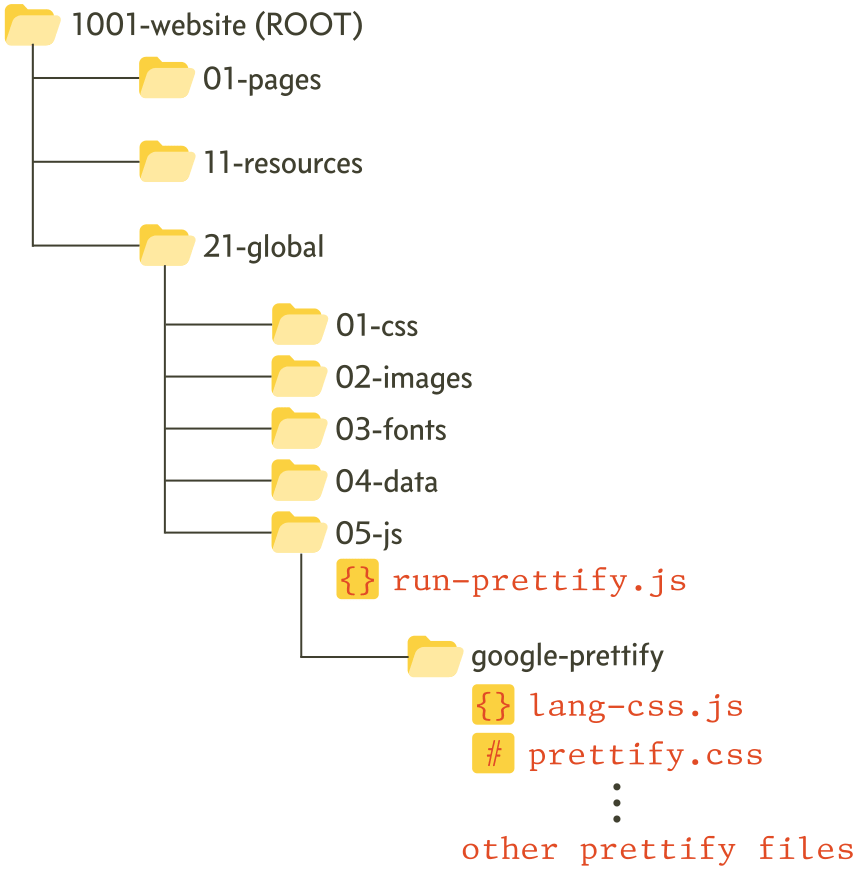 1001-website (ROOT)
01-pages
11-resources
21-global
01-css
02-images
03-fonts
04-data
05-js
{} run-prettify.js
google-prettify
{} lang-css.js
# prettify.css
other prettify files